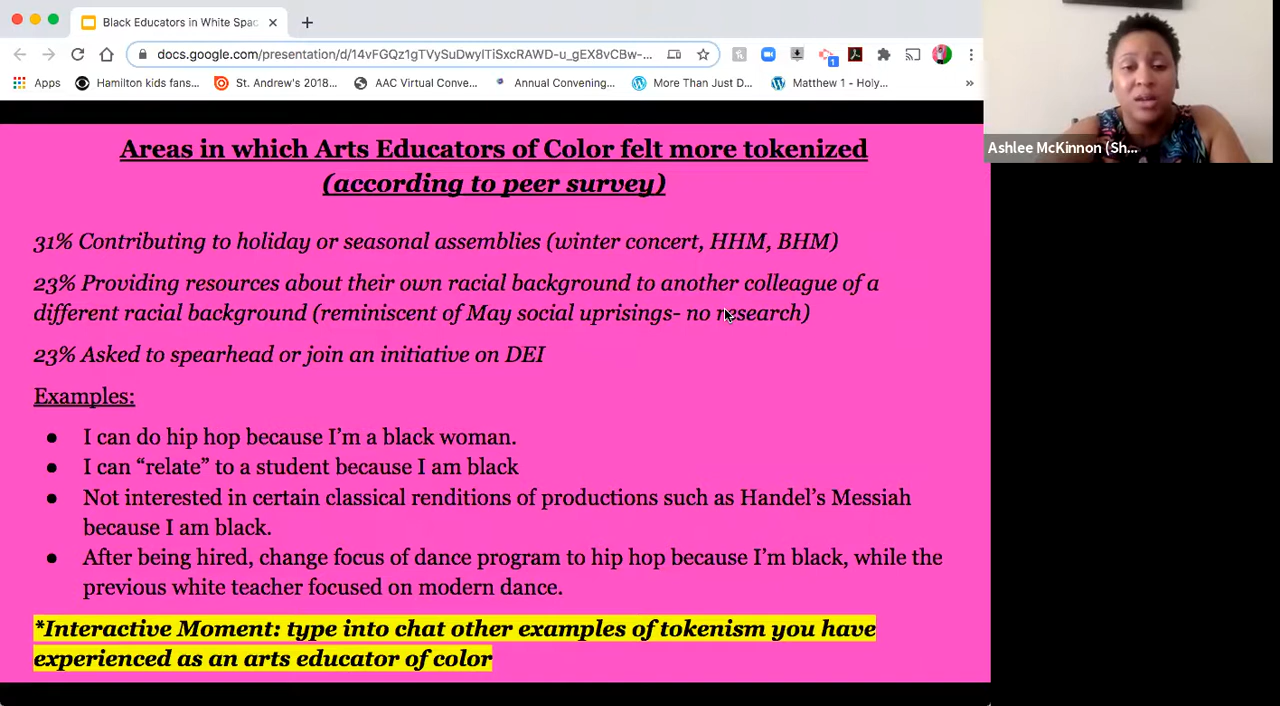 Black Educators in White Spac
docs.google.com/presentation/d/14vFGQz1gTVySuDwyITiSxcRAWD-u_gEX8vCBw-...
1
Apps Hamilton kids fans... St. Andrew's 2018... AAC Virtual Conve... Annual Convening... More Than Just D... Matthew 1 - Holy... »
Ashlee McKinnon (Sh...
Areas in which Arts Educators of Color felt more tokenized
(according to peer survey)
31% Contributing to holiday or seasonal assemblies (winter concert, HHM, BHM)
23% Providing resources about their own racial background to another colleague of a
different racial background (reminiscent of May social uprisings- no research)
23% Asked to spearhead or join an initiative on DEI
Examples:
● I can do hip hop because I’m a black woman.
● I can “relate” to a student because I am black
● Not interested in certain classical renditions of productions such as Handel’s Messiah
because I am black.
● After being hired, change focus of dance program to hip hop because I’m black, while the
previous white teacher focused on modern dance.
*Interactive Moment: type into chat other examples of tokenism you have
experienced as an arts educator of color